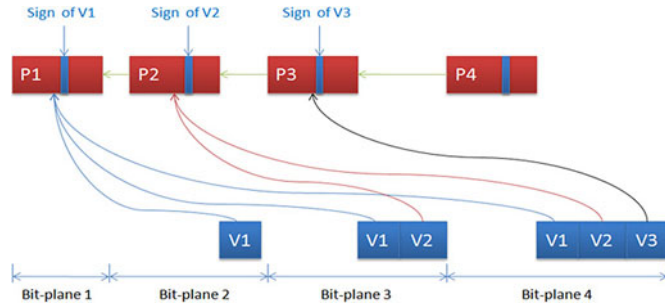 Sign of V1 Sign of V2 Sign of V3
P1 P2 P3 P4
V1 V1 V2 V1 V2 V3
Bit-plane 1 Bit-plane 2 Bit-plane 3 Bit-plane 4